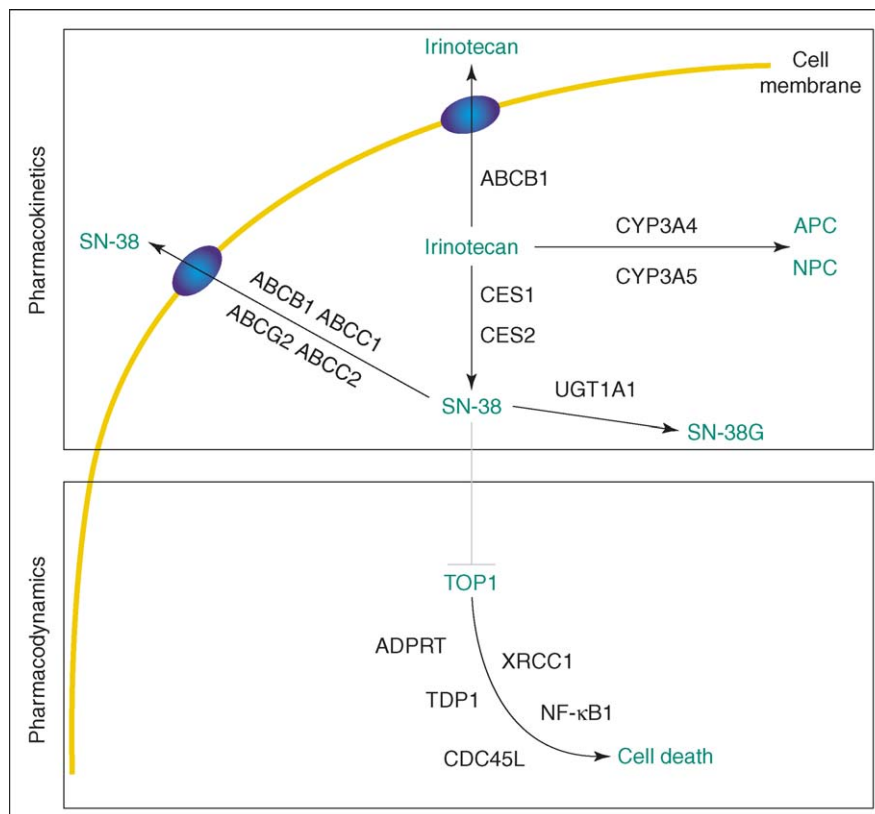 Pharmacokinetics
Irinotecan
Cell
membrane
ABCB1
SN-38
Irinotecan
CYP3A4
APC
CYP3A5
NPC
CES1
CES2
ABCB1 ABCC1
ABCG2 ABCC2
SN-38
UGT1A1
SN-38G
Pharmacodynamics
TOP1
ADPRT
XRCC1
TDP1
NF-κB1
CDC45L
Cell death